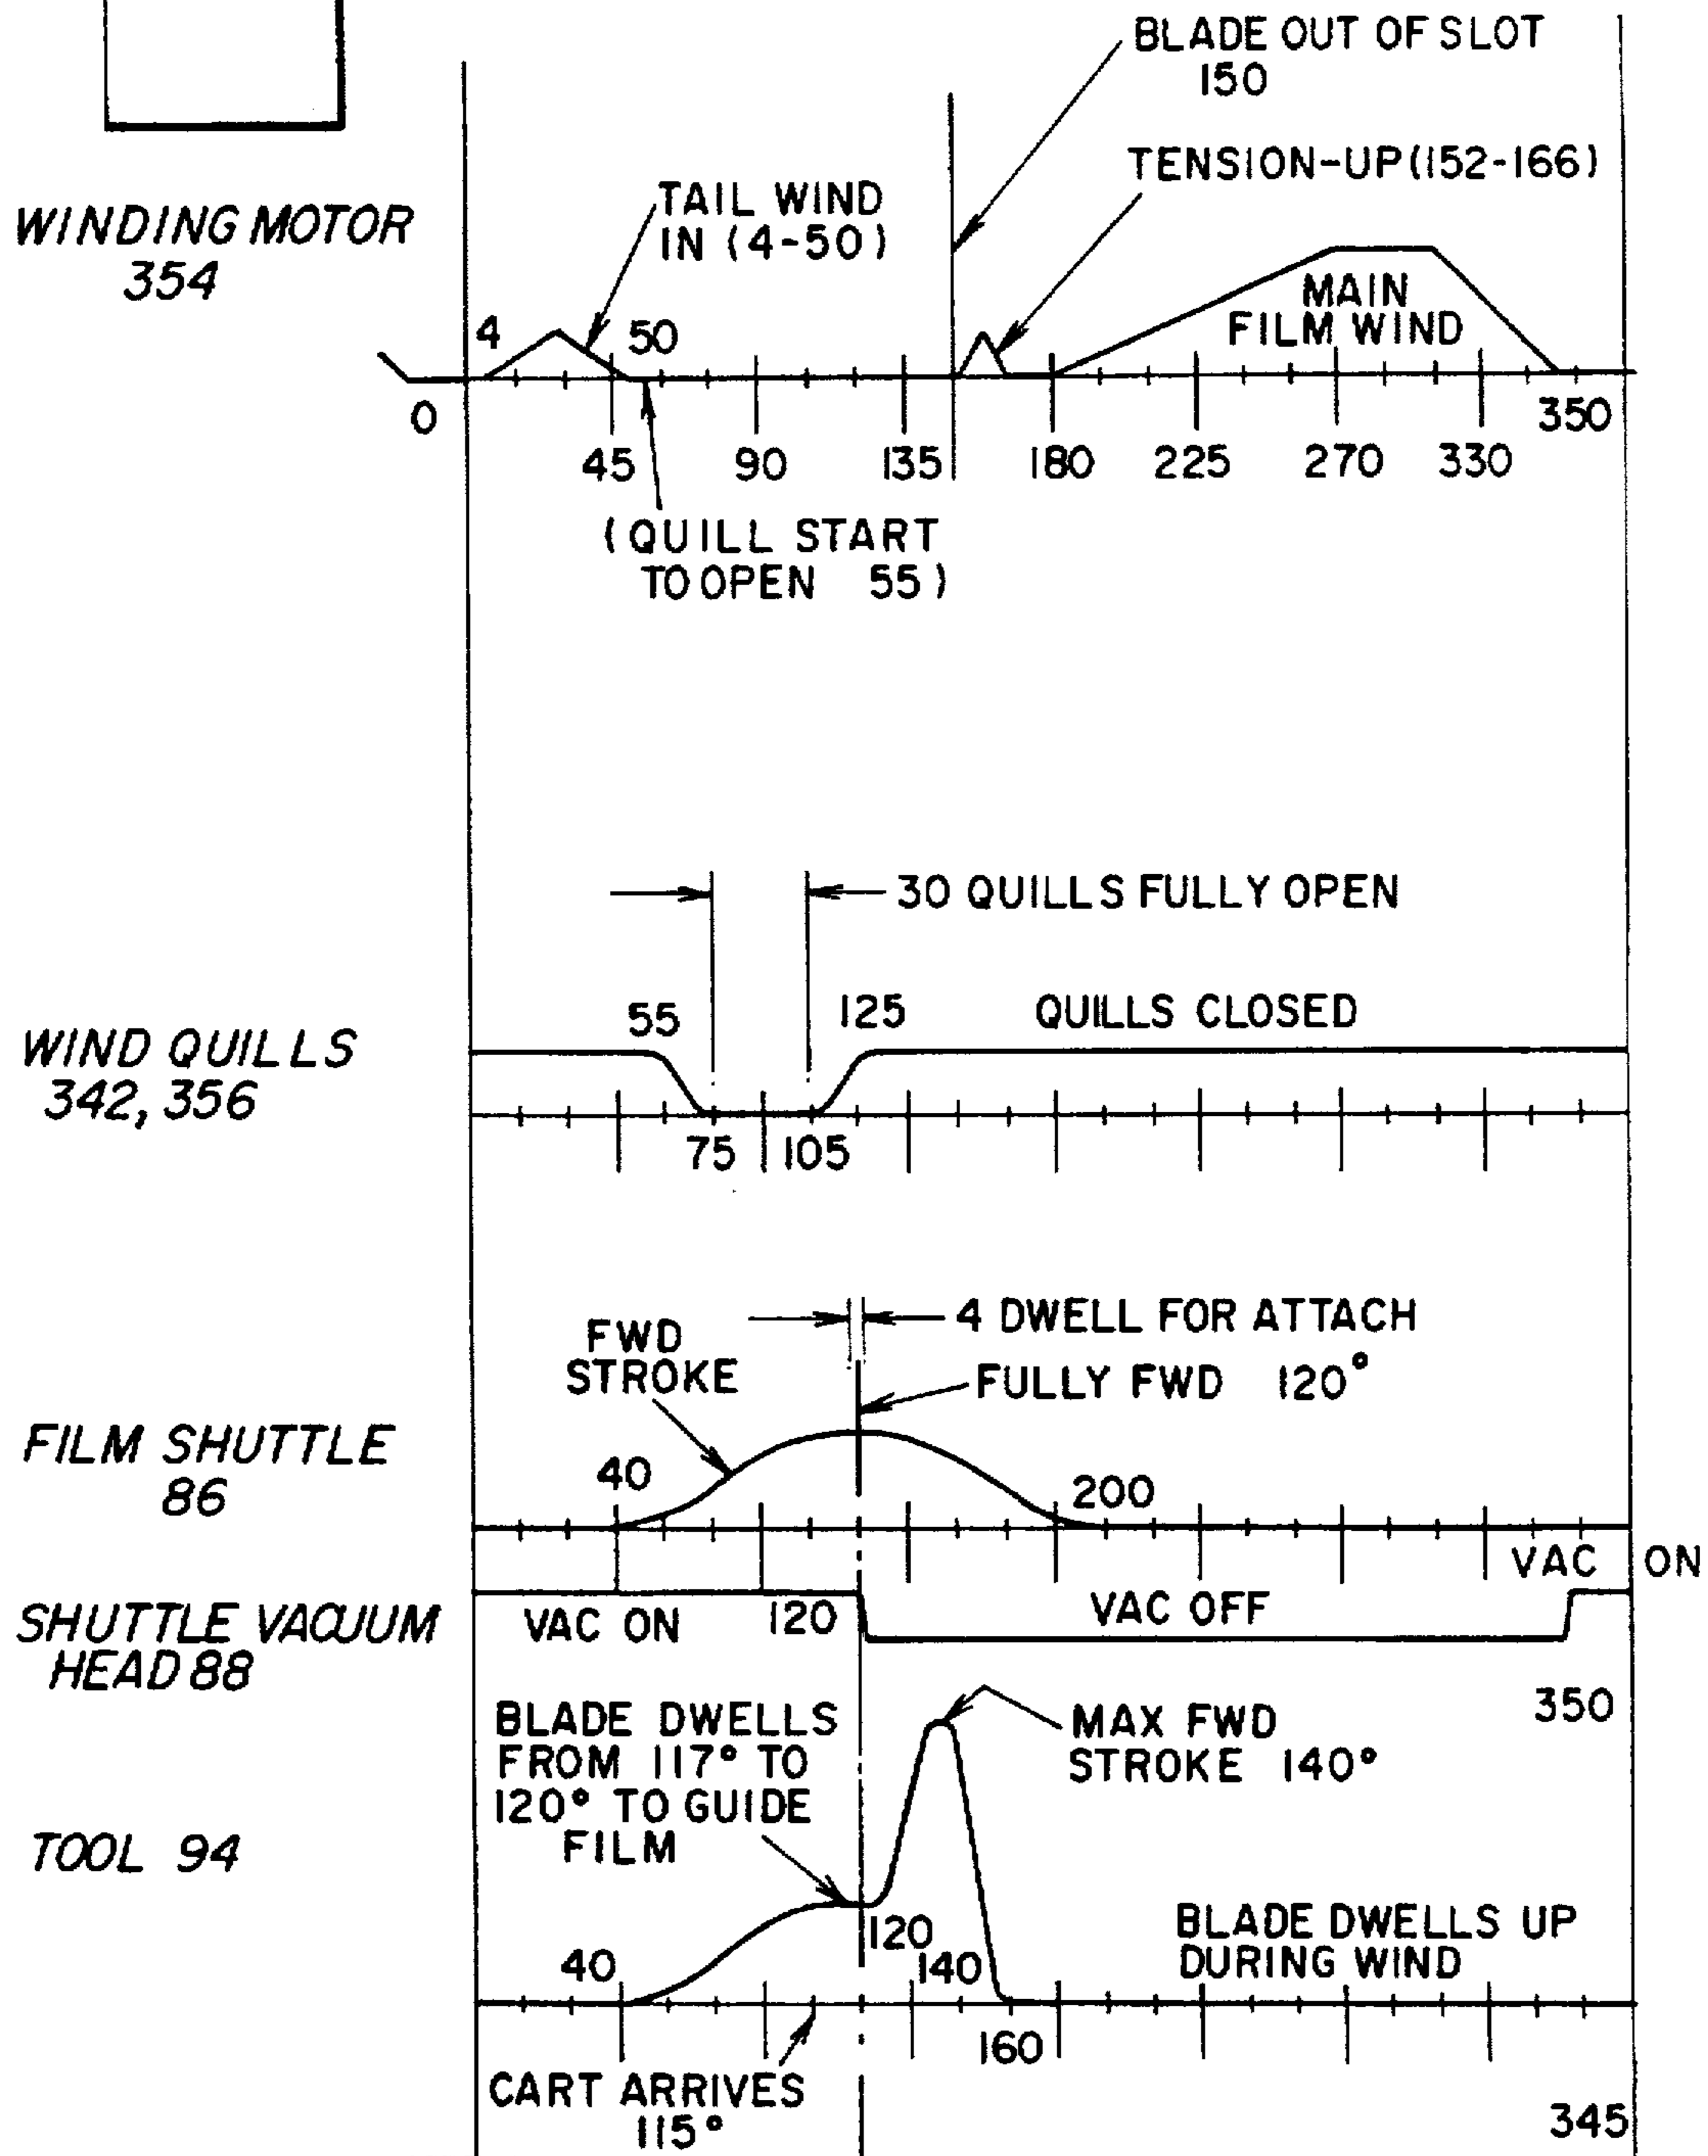 BLADE OUT OF SLOT
150
TENSION-UP (152-166)
WINDING MOTOR
354
TAIL WIND
IN (4-50)
4
50
MAIN
FILM WIND
0
350
45 90 135 180 225 270 330
(QUILL START
TO OPEN 55)
30 QUILLS FULLY OPEN
WIND QUILLS
342, 356
55
125
QUILLS CLOSED
75 105
4 DWELL FOR ATTACH
FWD
STROKE
FULLY FWD 120°
FILM SHUTTLE
86
40
200
VAC ON
SHUTTLE VACUUM
HEAD 88
VAC ON
120
VAC OFF
350
BLADE DWELLS
FROM 117° TO
120° TO GUIDE
FILM
MAX FWD
STROKE 140°
TOOL 94
40
120
140
160
BLADE DWELLS UP
DURING WIND
CART ARRIVES
115°
345